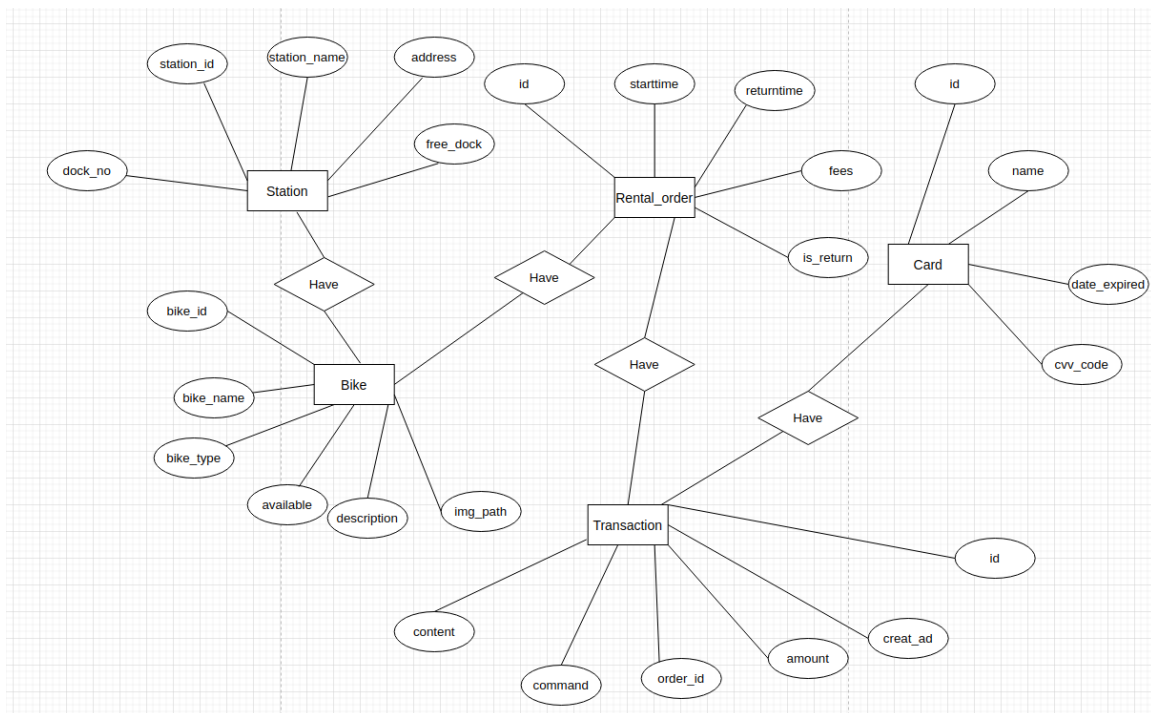 station_id
station_name
address
free_dock
dock_no
Station
id
starttime
returntime
fees
is_return
Rental_order
id
name
date_expired
cvv_code
Card
Have
Have
Have
Have
bike_id
bike_name
bike_type
available
description
img_path
Bike
Transaction
content
command
order_id
amount
creat_ad
id